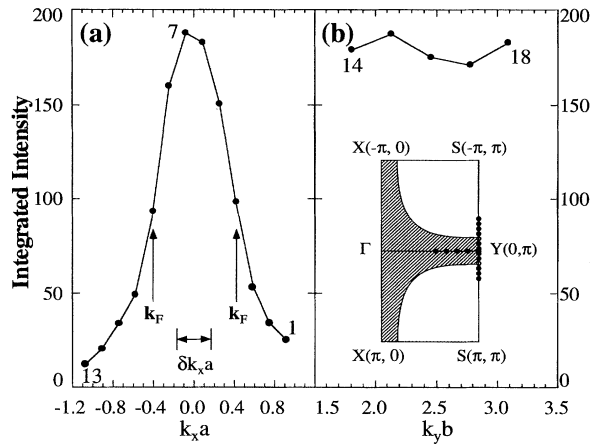 200
150
100
50
0
Integrated Intensity
(a)
7
k_F
k_F
δk_xa
1
13
-1.2 -0.8 -0.4 0.0 0.4 0.8
k_xa
(b)
14
18
X(-π, 0) S(-π, π)
Γ Y(0,π)
X(π, 0) S(π, π)
1.5 2.0 2.5 3.0 3.5
k_yb
200
150
100
50
0